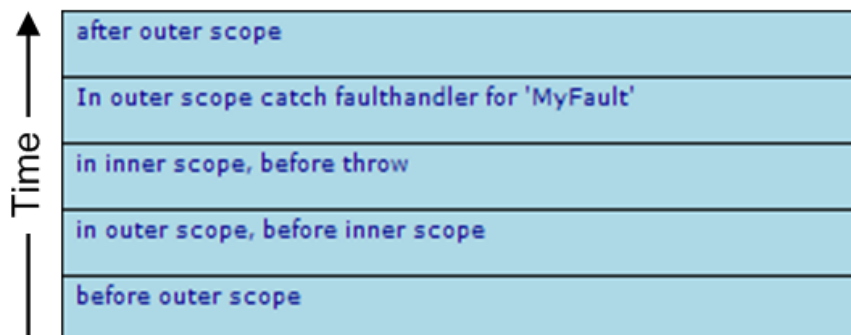 Time
after outer scope
In outer scope catch faulthandler for 'MyFault'
in inner scope, before throw
in outer scope, before inner scope
before outer scope